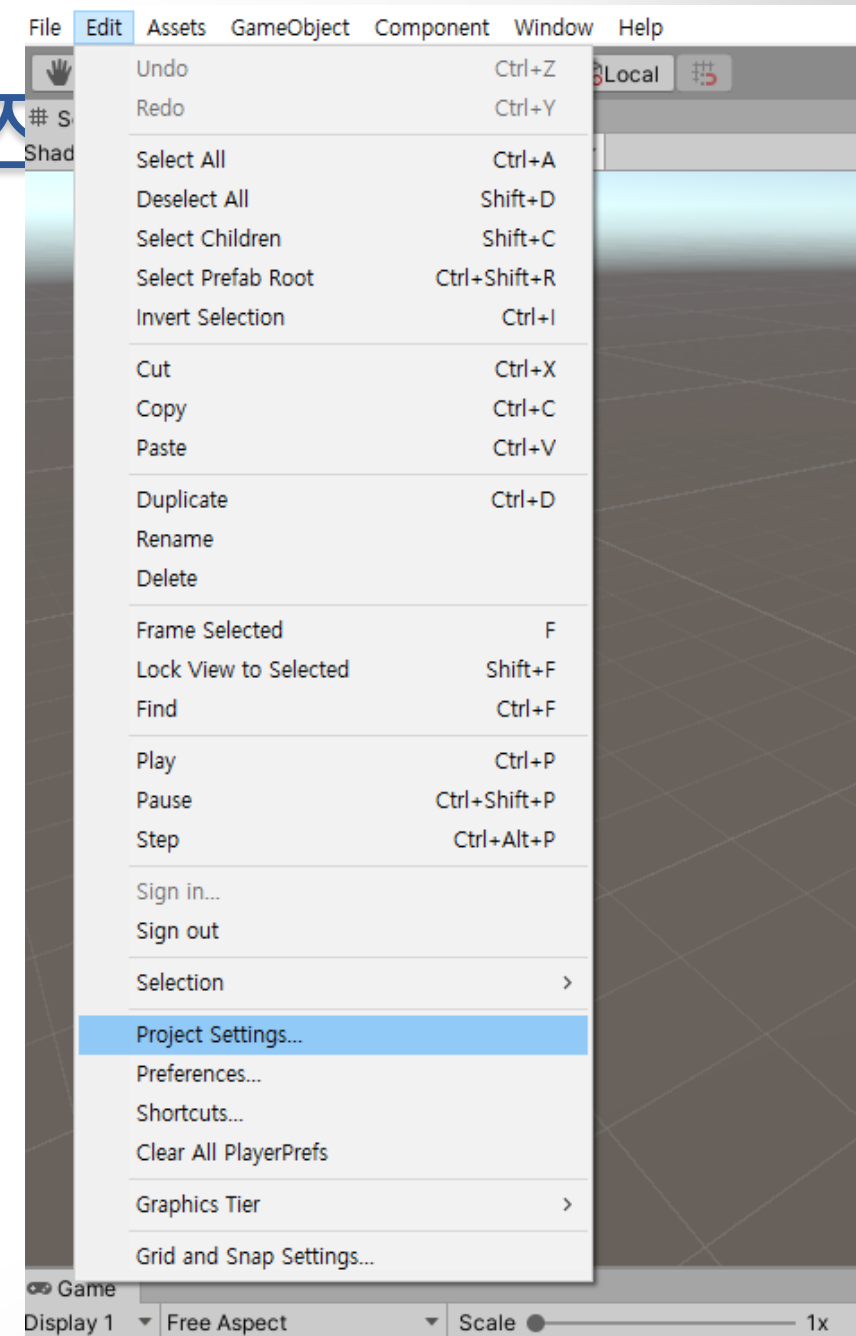 File Edit Assets GameObject Component Window Help
Local
Undo Ctrl+Z
Redo Ctrl+Y
Shad
Select All Ctrl+A
Deselect All Shift+D
Select Children Shift+C
Select Prefab Root Ctrl+Shift+R
Invert Selection Ctrl+I
Cut Ctrl+X
Copy Ctrl+C
Paste Ctrl+V
Duplicate Ctrl+D
Rename
Delete
Frame Selected F
Lock View to Selected Shift+F
Find Ctrl+F
Play Ctrl+P
Pause Ctrl+Shift+P
Step Ctrl+Alt+P
Sign in...
Sign out
Selection >
Project Settings...
Preferences...
Shortcuts...
Clear All PlayerPrefs
Graphics Tier >
Grid and Snap Settings...
Game
Display 1 Free Aspect Scale 1x